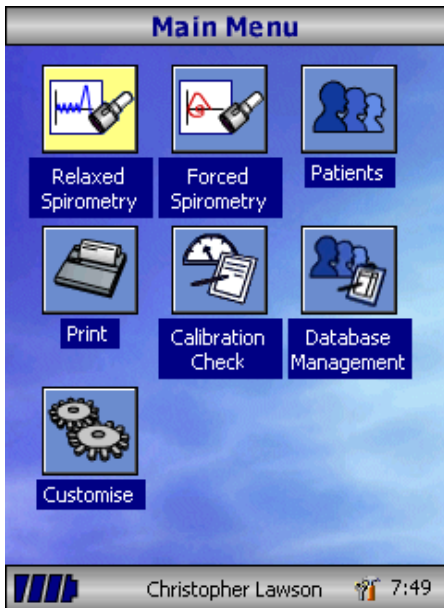 Main Menu
Relaxed
Spirometry
Forced
Spirometry
Patients
Print
Calibration
Check
Database
Management
Customise
Christopher Lawson 7:49